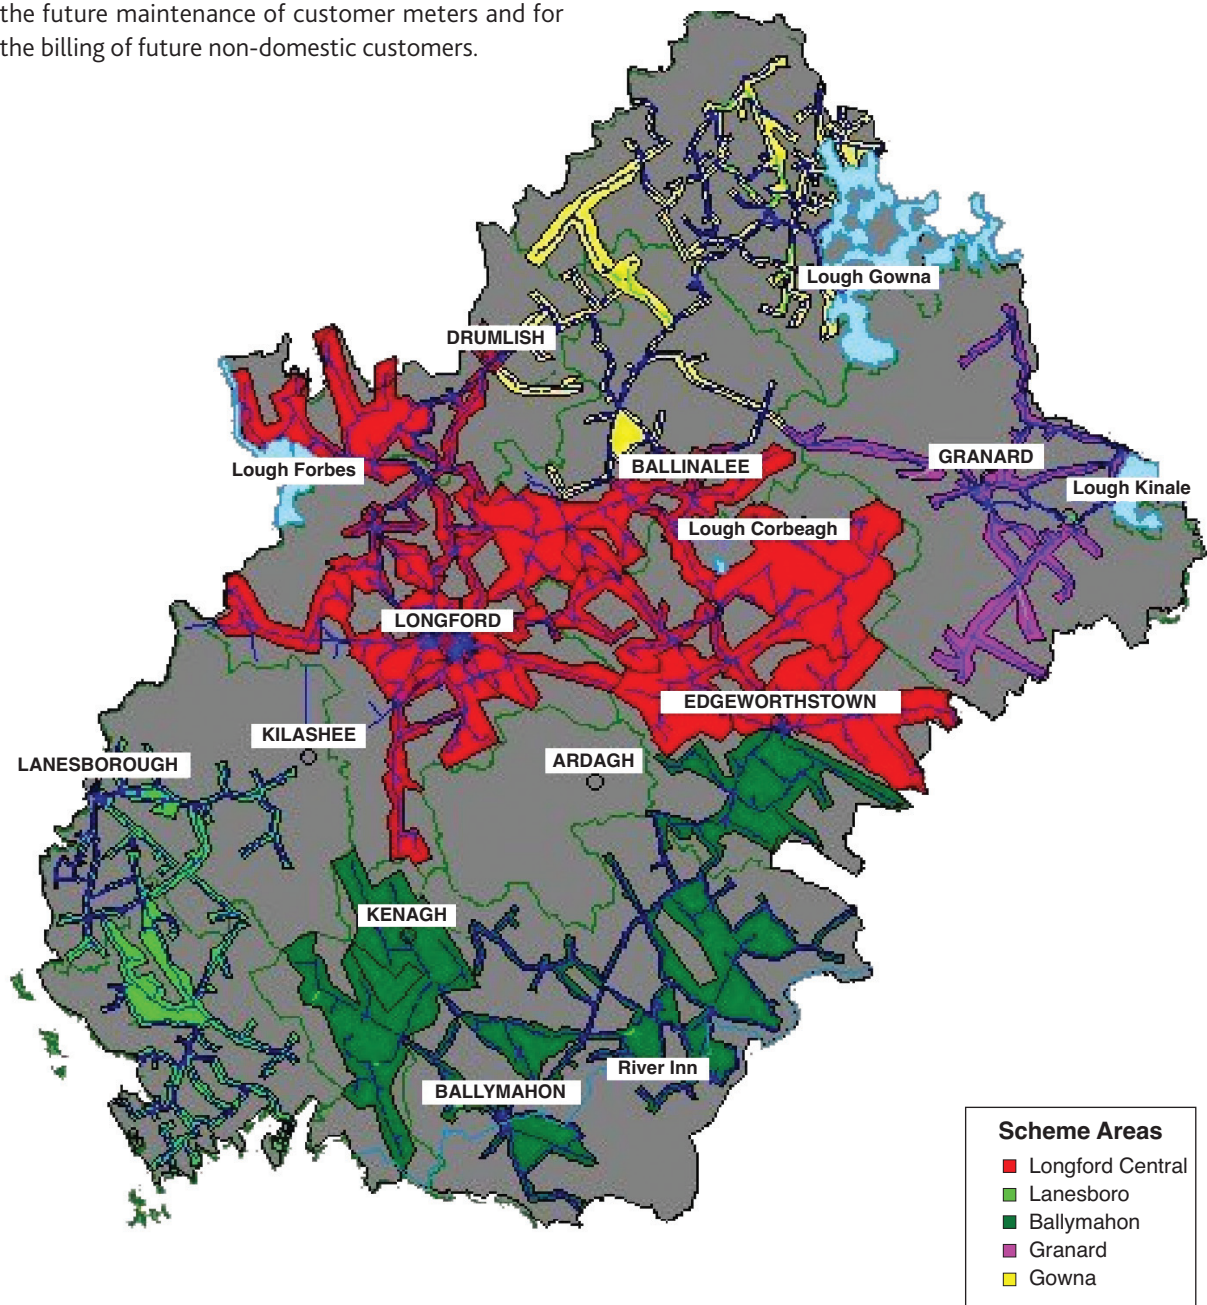 the future maintenance of customer meters and for
the billing of future non-domestic customers.
Lough Gowna
DRUMLISH
Lough Forbes
BALLINALEE
GRANARD
Lough Kinale
Lough Corbeagh
LONGFORD
EDGEWORTHSTOWN
KILASHEE
LANESBOROUGH
ARDAGH
KENAGH
River Inn
BALLYMAHON
Scheme Areas
Longford Central
Lanesboro
Ballymahon
Granard
Gowna